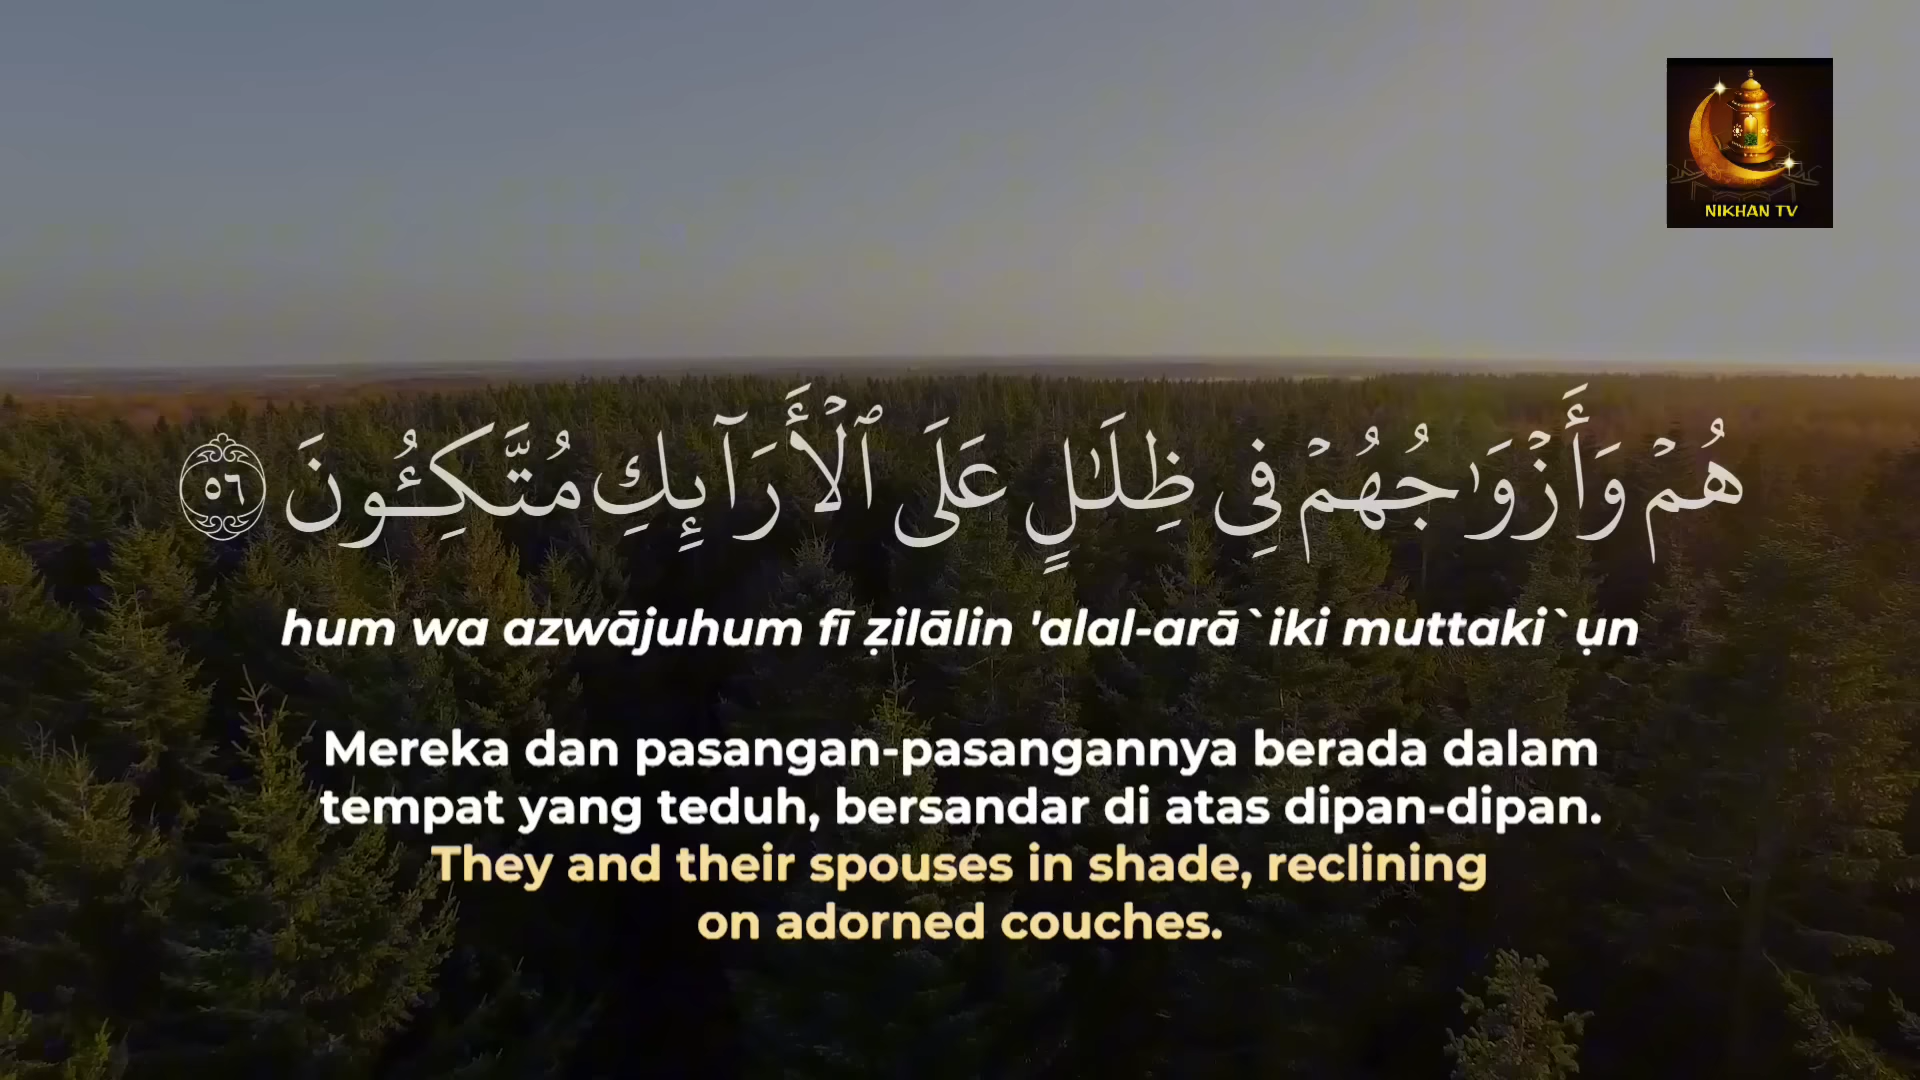 NIKHAN TV
هُمْ وَأَزْوَٰجُهُمْ فِى ظِلَـٰلٍ عَلَى ٱلْأَرَآئِكِ مُتَّكِـُٔونَ ٥٦
hum wa azwājuhum fī ẓilālin 'alal-arā`iki muttaki`ụn
Mereka dan pasangan-pasangannya berada dalam
tempat yang teduh, bersandar di atas dipan-dipan.
They and their spouses in shade, reclining
on adorned couches.